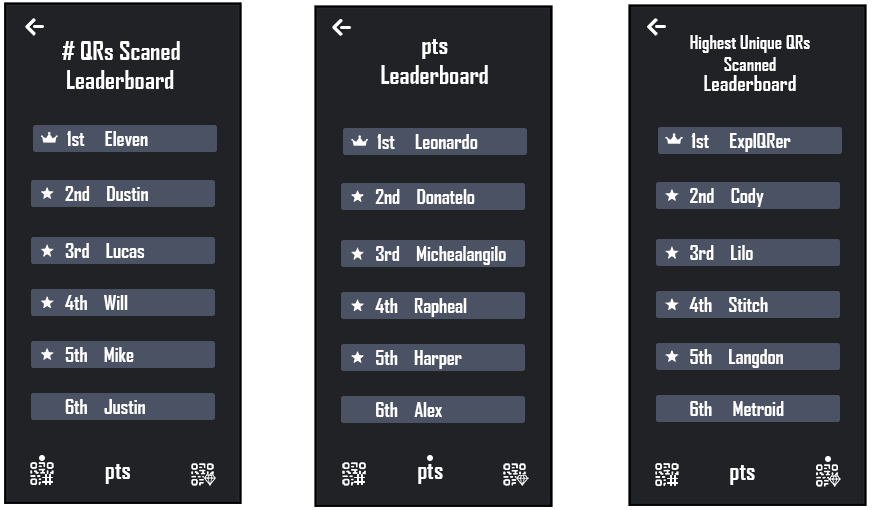 # QRs Scaned
Leaderboard
1st Eleven
2nd Dustin
3rd Lucas
4th Will
5th Mike
6th Justin
pts
pts
Leaderboard
1st Leonardo
2nd Donatelo
3rd Michealangilo
4th Rapheal
5th Harper
6th Alex
pts
Highest Unique QRs
Scanned
Leaderboard
1st ExplQRer
2nd Cody
3rd Lilo
4th Stitch
5th Langdon
6th Metroid
pts